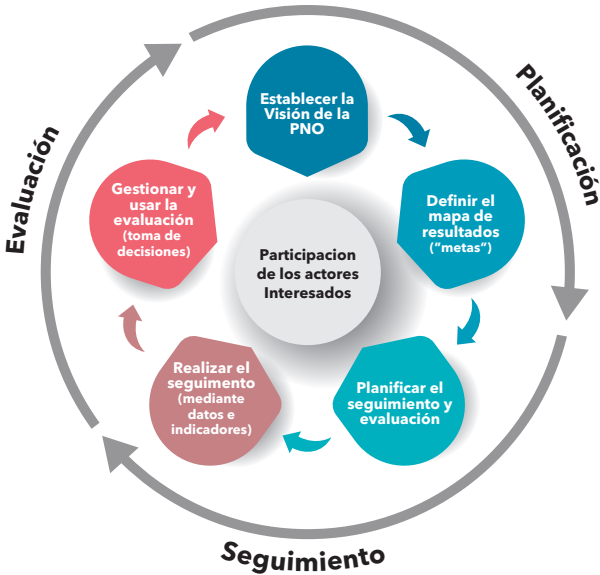 Planificación
Establecer la
Visión de la
PNO
Definir el
mapa de
resultados
(“metas”)
Planificar el
seguimiento y
evaluación
Seguimiento
Realizar el
seguimento
(mediante
datos e
indicadores)
Evaluación
Gestionar y
usar la
evaluación
(toma de
decisiones)
Participacion
de los actores
Interesados